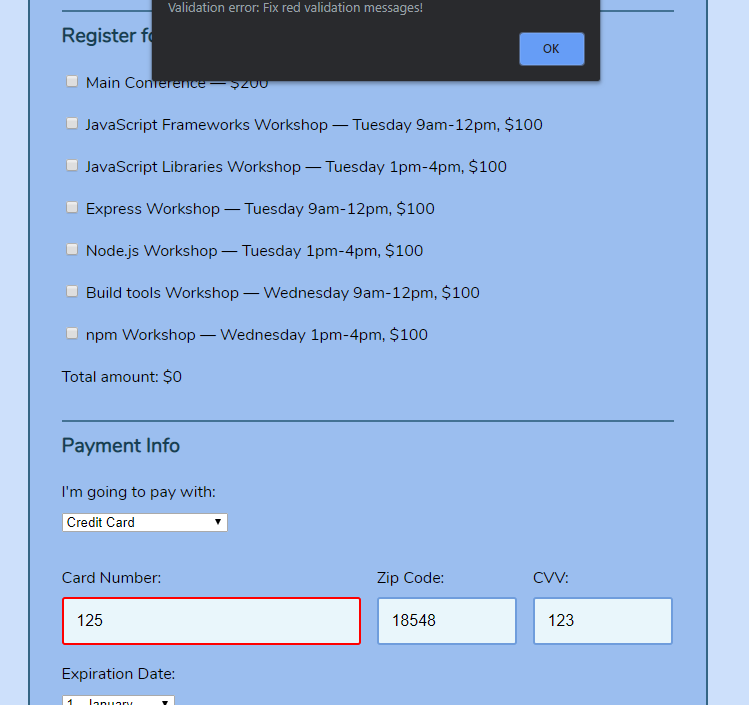 Validation error: Fix red validation messages!
OK
Register fo
Main Conference — $200
JavaScript Frameworks Workshop — Tuesday 9am-12pm, $100
JavaScript Libraries Workshop — Tuesday 1pm-4pm, $100
Express Workshop — Tuesday 9am-12pm, $100
Node.js Workshop — Tuesday 1pm-4pm, $100
Build tools Workshop — Wednesday 9am-12pm, $100
npm Workshop — Wednesday 1pm-4pm, $100
Total amount: $0
Payment Info
I'm going to pay with:
Credit Card
Card Number: Zip Code: CVV:
125 18548 123
Expiration Date:
1 - January